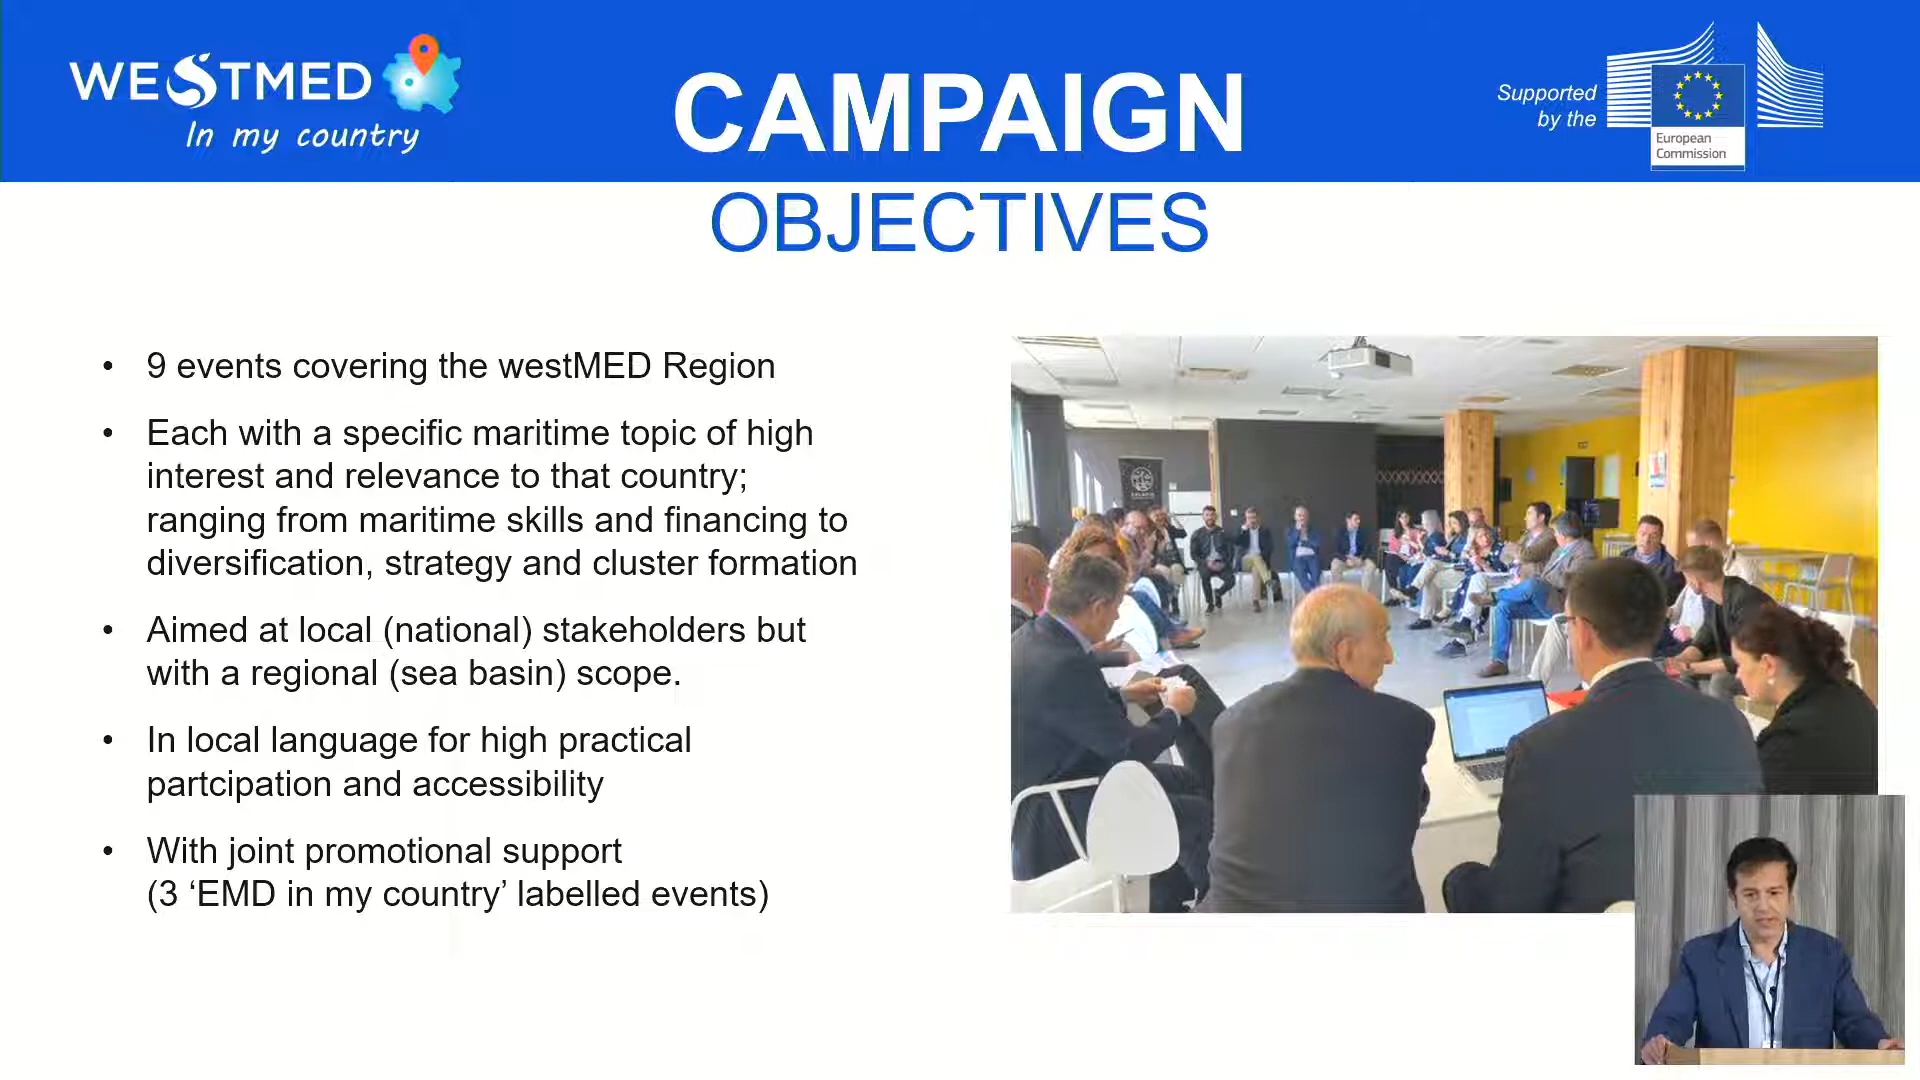 WESTMED
In my country
CAMPAIGN
OBJECTIVES
Supported
by the
European
Commission
• 9 events covering the westMED Region
• Each with a specific maritime topic of high
interest and relevance to that country;
ranging from maritime skills and financing to
diversification, strategy and cluster formation
• Aimed at local (national) stakeholders but
with a regional (sea basin) scope.
• In local language for high practical
partcipation and accessibility
• With joint promotional support
(3 ‘EMD in my country’ labelled events)